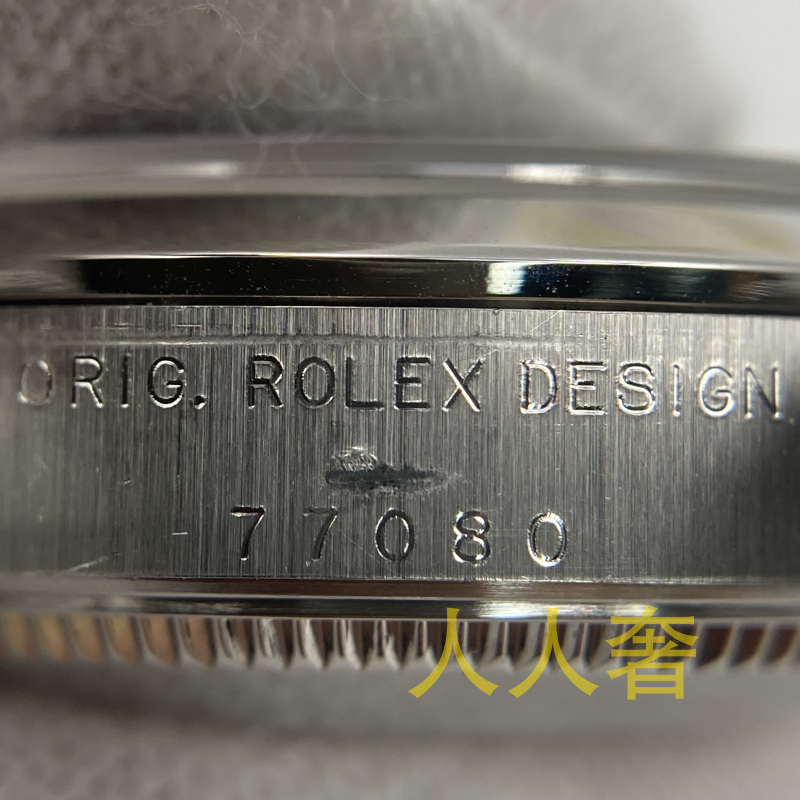 ORIG. ROLEX DESIGN
77080
人人奢